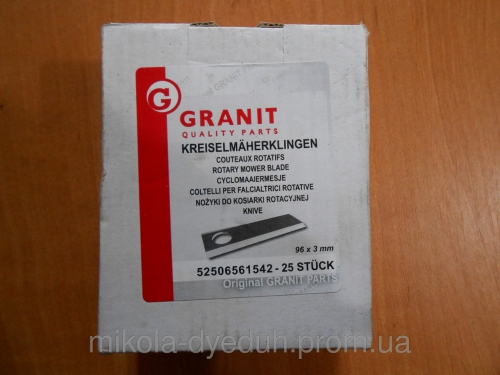 G
GRANIT
QUALITY PARTS
KREISELMÄHERKLINGEN
COUTEAUX ROTATIFS
ROTARY MOWER BLADE
CYCLOMAAIERMESJE
COLTELLI PER FALCIALTRICI ROTATIVE
NOŻYKI DO KOSIARKI ROTACYJNEJ
KNIVE
96 x 3 mm
52506561542 - 25 STÜCK
Original GRANIT PARTS
mikola-dyeduh.prom.ua